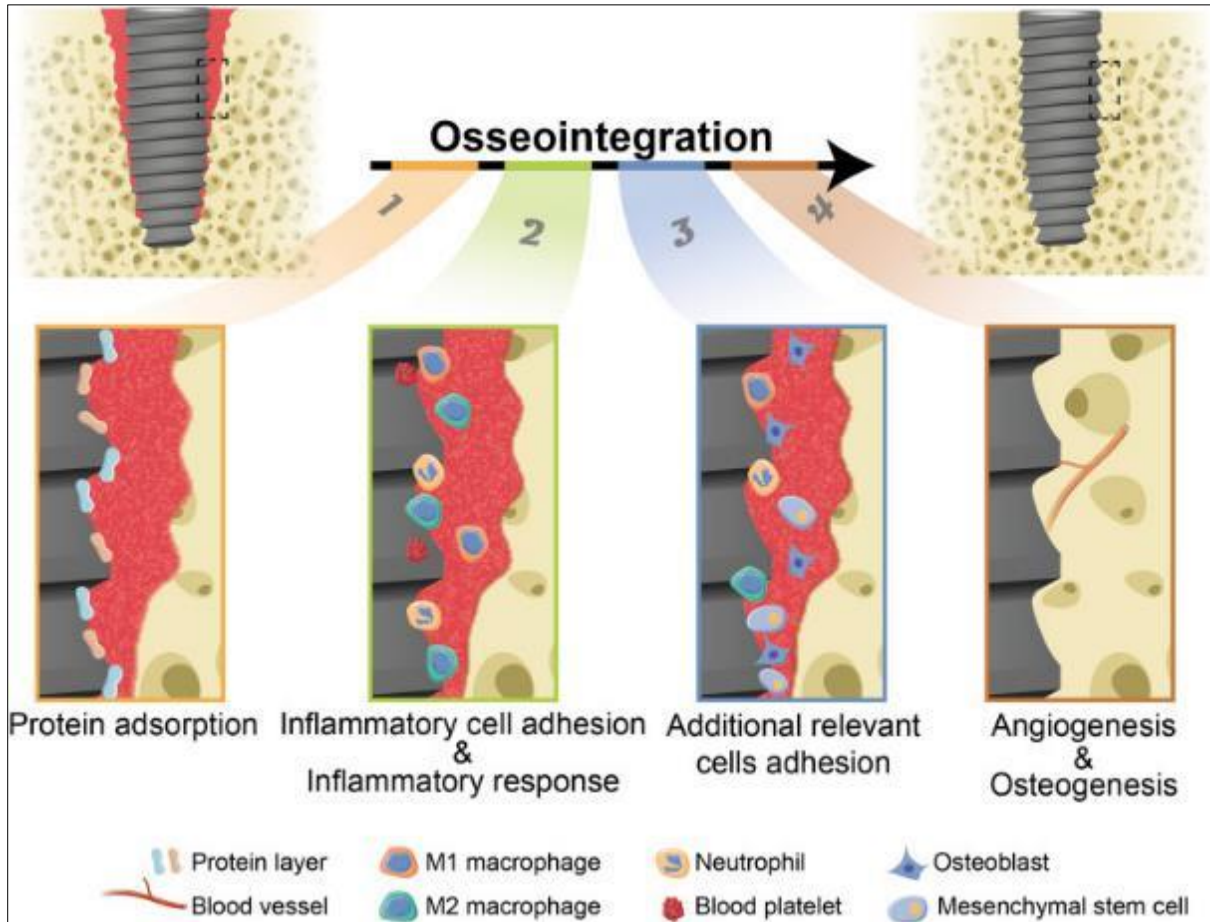 Osseointegration
1
2
3
4
Protein adsorption
Inflammatory cell adhesion
&
Inflammatory response
Additional relevant
cells adhesion
Angiogenesis
&
Osteogenesis
Protein layer
M1 macrophage
Neutrophil
Osteoblast
Blood vessel
M2 macrophage
Blood platelet
Mesenchymal stem cell